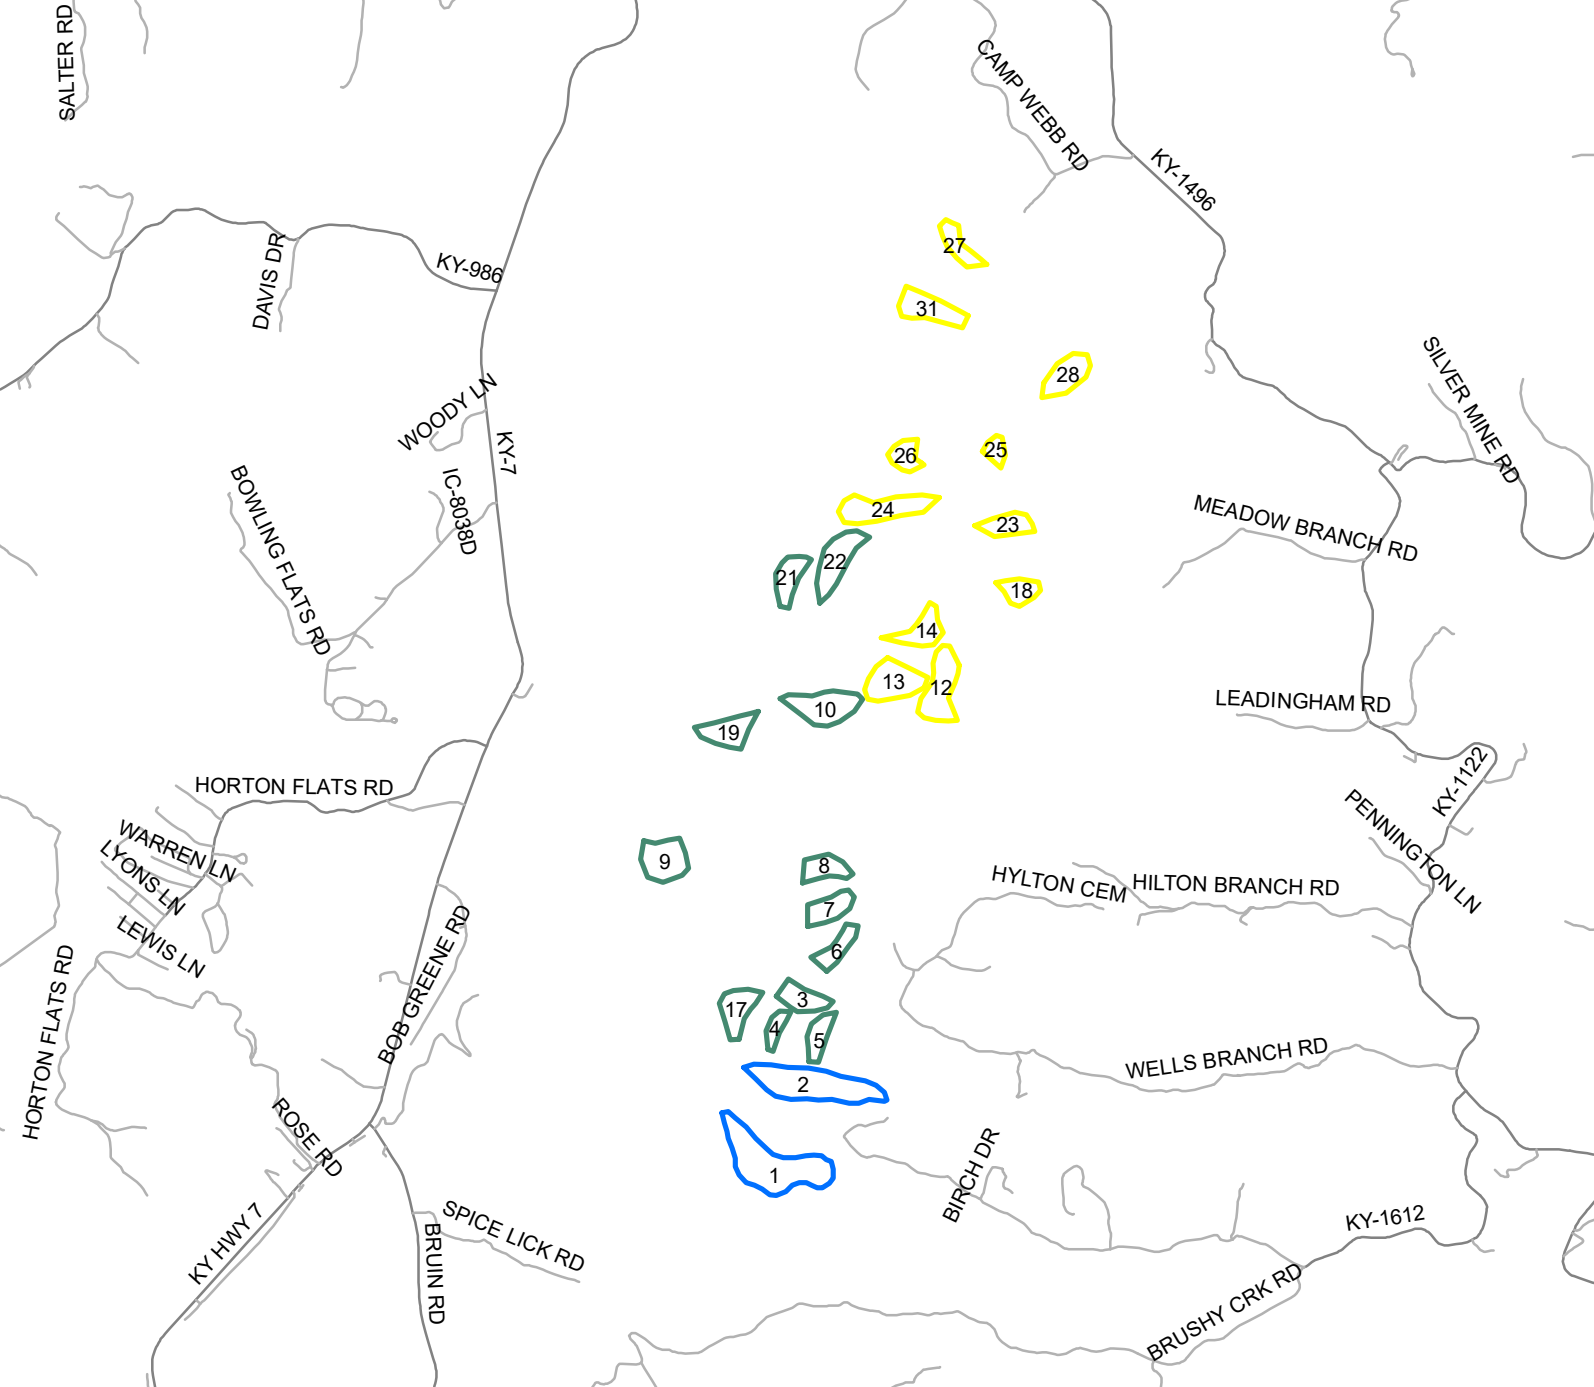 SALTER RD
CAMP WEBB RD
KY-1496
DAVIS DR
KY-986
27
31
SILVER MINE RD
28
WOODY LN
KY-7
26
25
BOWLING FLATS RD
IC-8038D
24
23
MEADOW BRANCH RD
22
21
18
14
13
12
10
LEADINGHAM RD
19
HORTON FLATS RD
KY-1122
PENNINGTON LN
WARREN LN
LYONS LN
9
8
HYLTON CEM
HILTON BRANCH RD
7
LEWIS LN
6
BOB GREENE RD
HORTON FLATS RD
3
17
4
5
WELLS BRANCH RD
2
ROSE RD
1
BIRCH DR
KY HWY 7
SPICE LICK RD
KY-1612
BRUIN RD
BRUSHY CRK RD